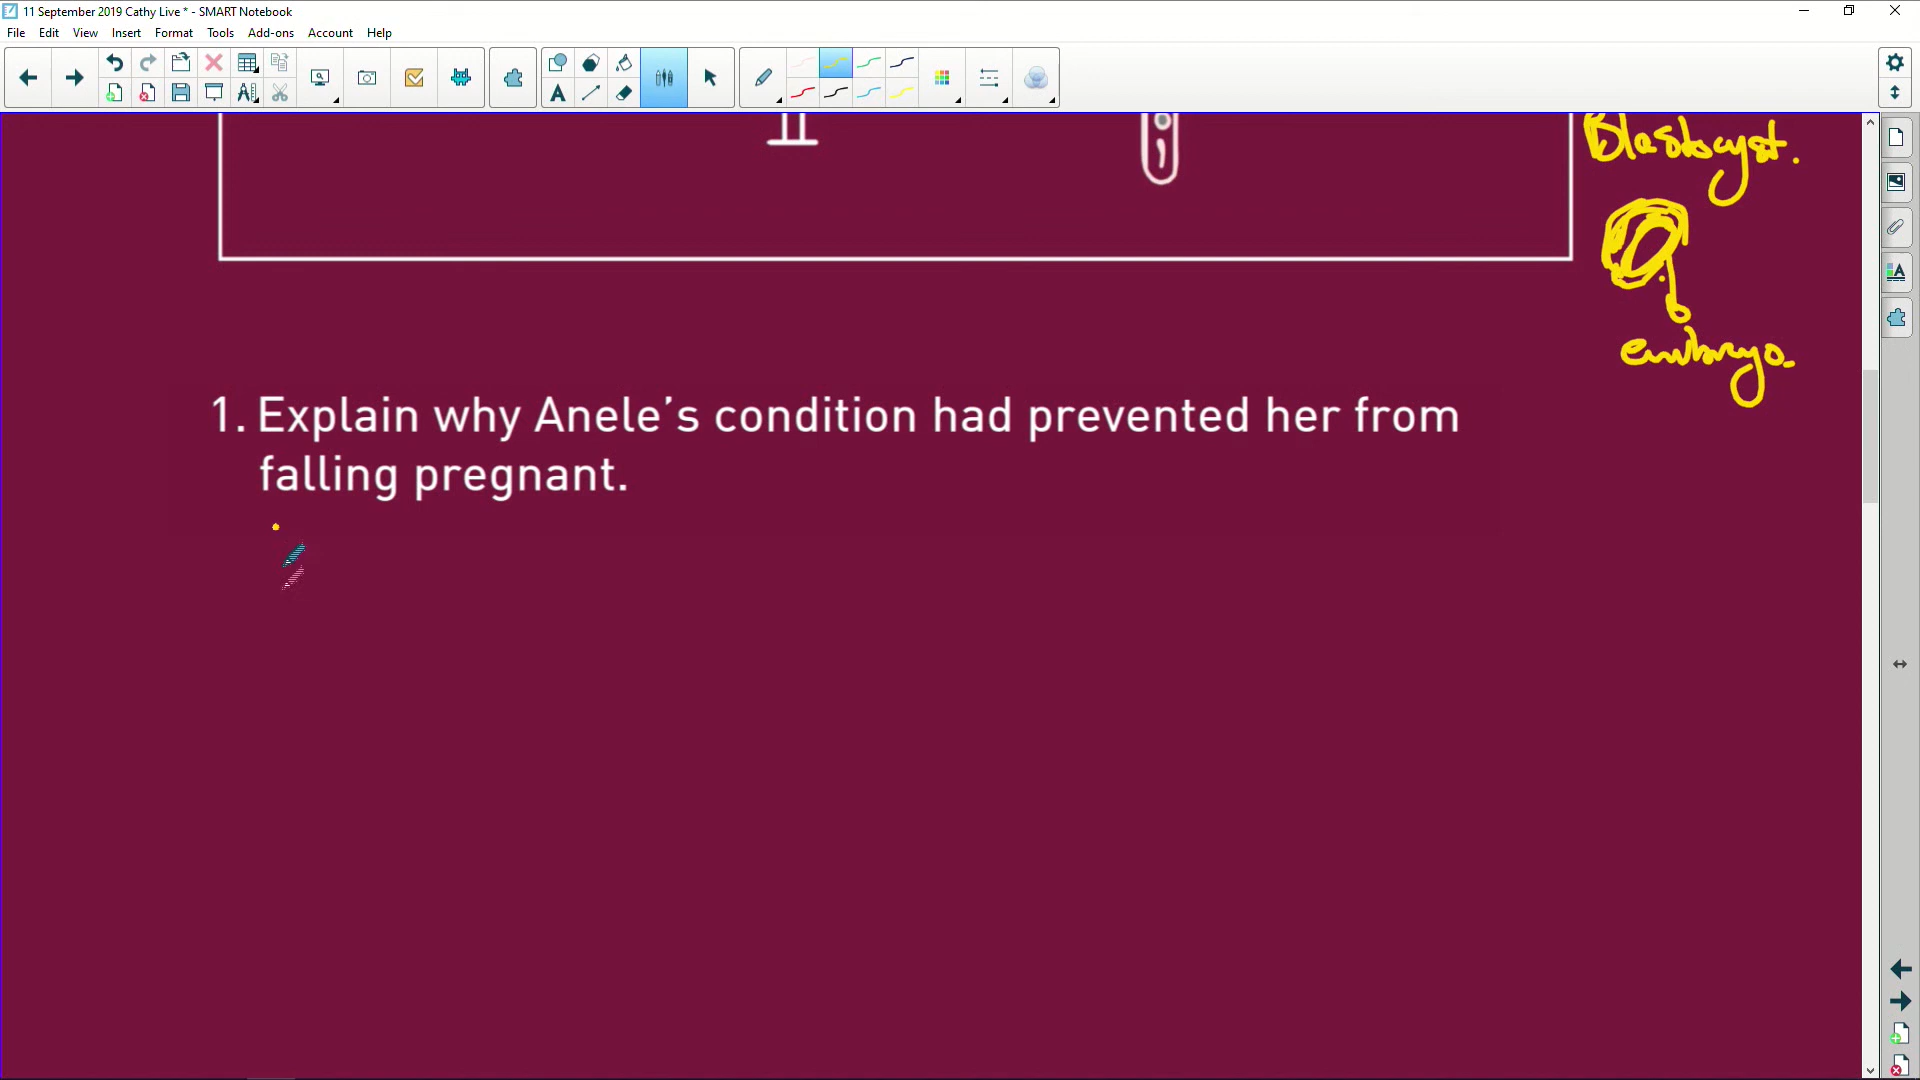 11 September 2019 Cathy Live * - SMART Notebook
File Edit View Insert Format Tools Add-ons Account Help
Blastocyst.
embryo.
1. Explain why Anele's condition had prevented her from
falling pregnant.